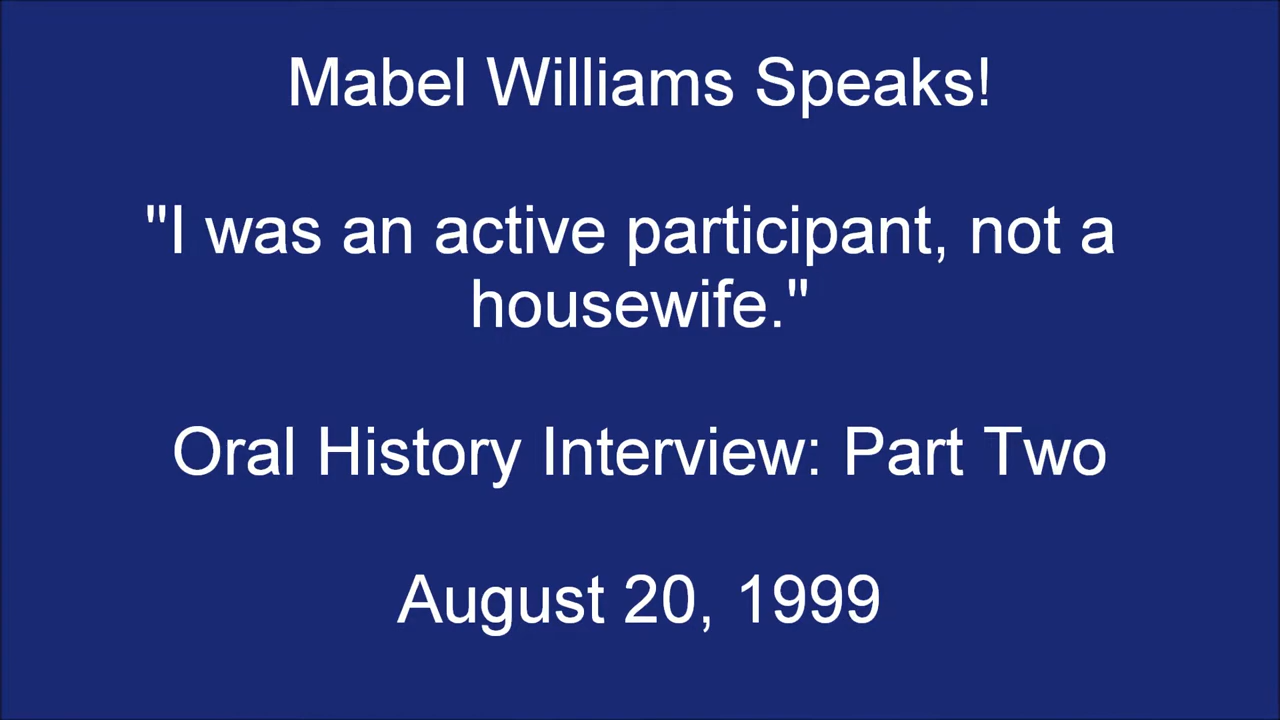 Mabel Williams Speaks!
"I was an active participant, not a
housewife."
Oral History Interview: Part Two
August 20, 1999